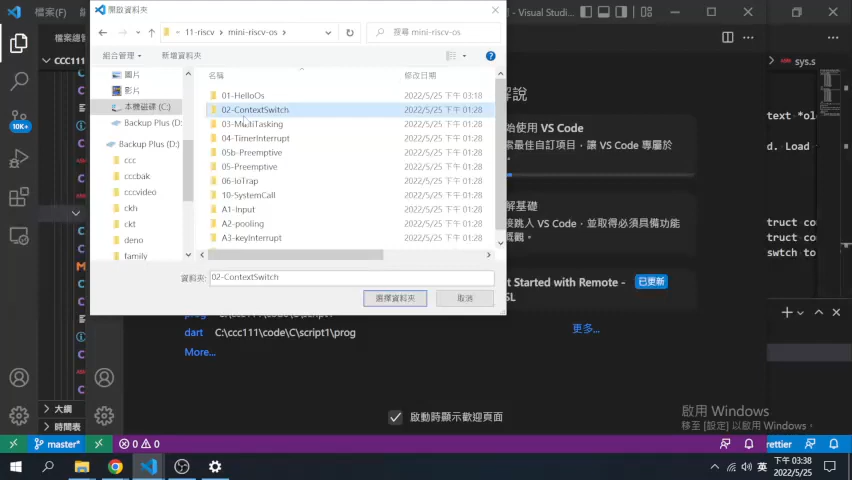 開啟資料夾
Visual Studio...
檔案
11-riscv > mini-riscv-os >
搜尋 mini-riscv-os
組合管理
新增資料夾
sys.s
圖片
影片
本機磁碟 (C:)
Backup Plus (D:)
Backup Plus (D:)
ccc
cccbak
cccvideo
ckh
ckt
deno
family
名稱
修改日期
01-HelloOs
2022/5/25 下午 03:18
02-ContextSwitch
2022/5/25 下午 01:28
03-MultiTasking
2022/5/25 下午 01:28
04-TimerInterrupt
2022/5/25 下午 01:28
05b-Preemptive
2022/5/25 下午 01:28
05-Preemptive
2022/5/25 下午 01:28
06-IoTrap
2022/5/25 下午 01:28
10-SystemCall
2022/5/25 下午 01:28
A1-Input
2022/5/25 下午 01:28
A2-pooling
2022/5/25 下午 01:28
A3-keyInterrupt
2022/5/25 下午 01:28
資料夾:
02-ContextSwitch
選擇資料夾
取消
CCC111
10K+
解說
始使用 VS Code
索最佳自訂項目，讓 VS Code 專屬於
解基礎
接跳入 VS Code，並取得必須具備功能
概觀。
t Started with Remote -
SL
已更新
更多...
text *ol
d. Load
truct co
truct co
swtch to
prog
C:\ccc111\code\C\script1\prog
dart
C:\ccc111\code\C\script1\prog
More...
啟動時顯示歡迎頁面
啟用 Windows
移至 [設定] 以啟用 Windows。
大綱
時間表
master*
0
0
rettier
英
下午 03:38
2022/5/25